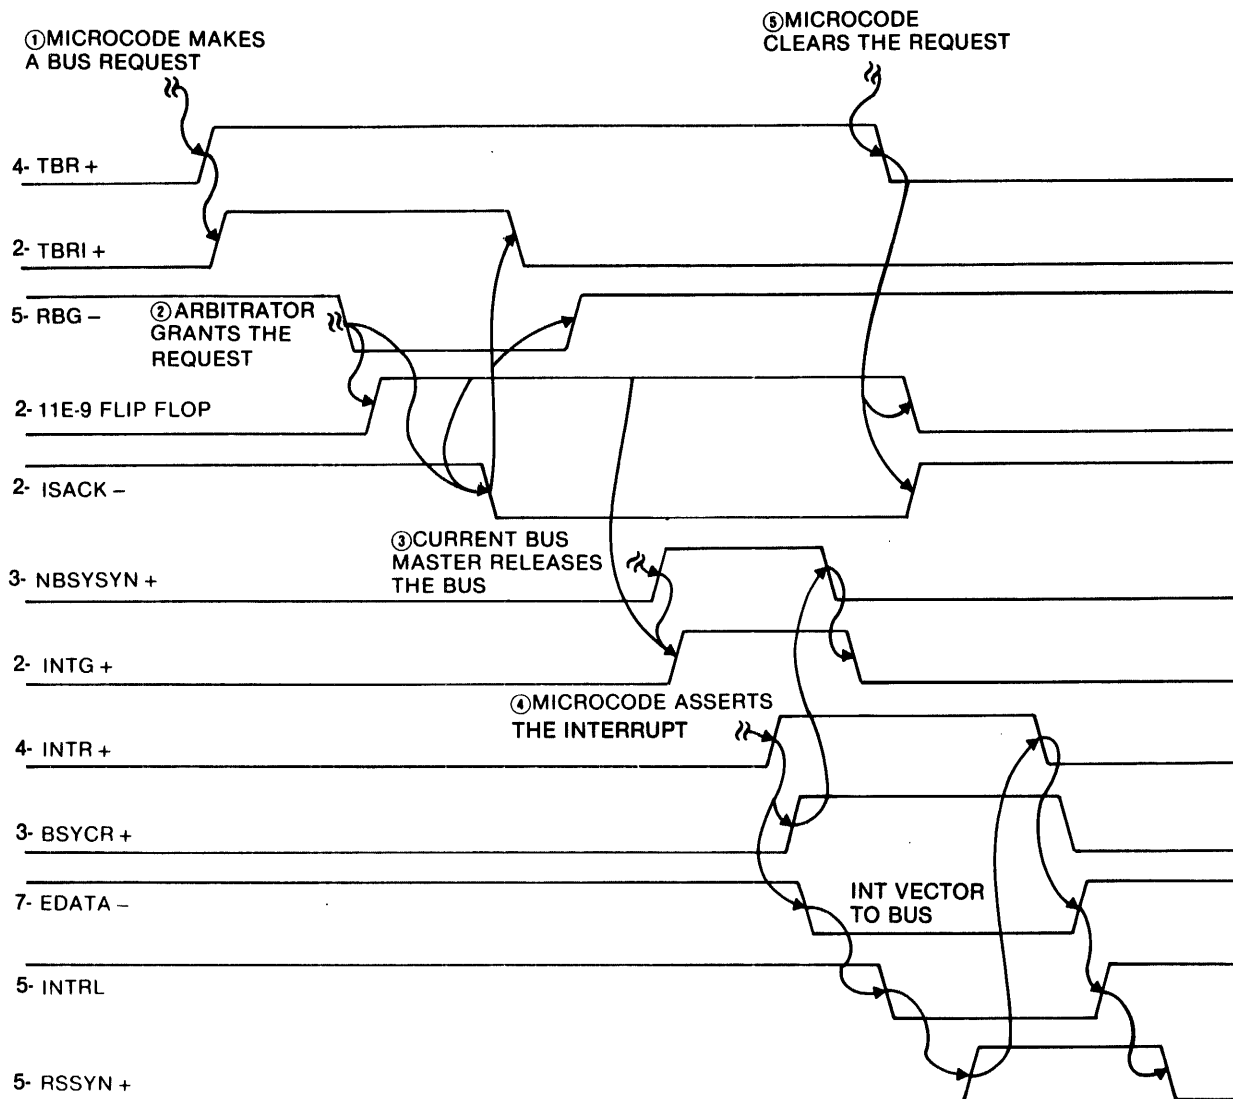 ①MICROCODE MAKES
A BUS REQUEST
⑤MICROCODE
CLEARS THE REQUEST
4- TBR +
2- TBRI +
5- RBG –
②ARBITRATOR
GRANTS THE
REQUEST
2- 11E-9 FLIP FLOP
2- ISACK –
③CURRENT BUS
MASTER RELEASES
THE BUS
3- NBSYSYN +
2- INTG +
④MICROCODE ASSERTS
THE INTERRUPT
4- INTR +
3- BSYCR +
7- EDATA –
INT VECTOR
TO BUS
5- INTRL
5- RSSYN +